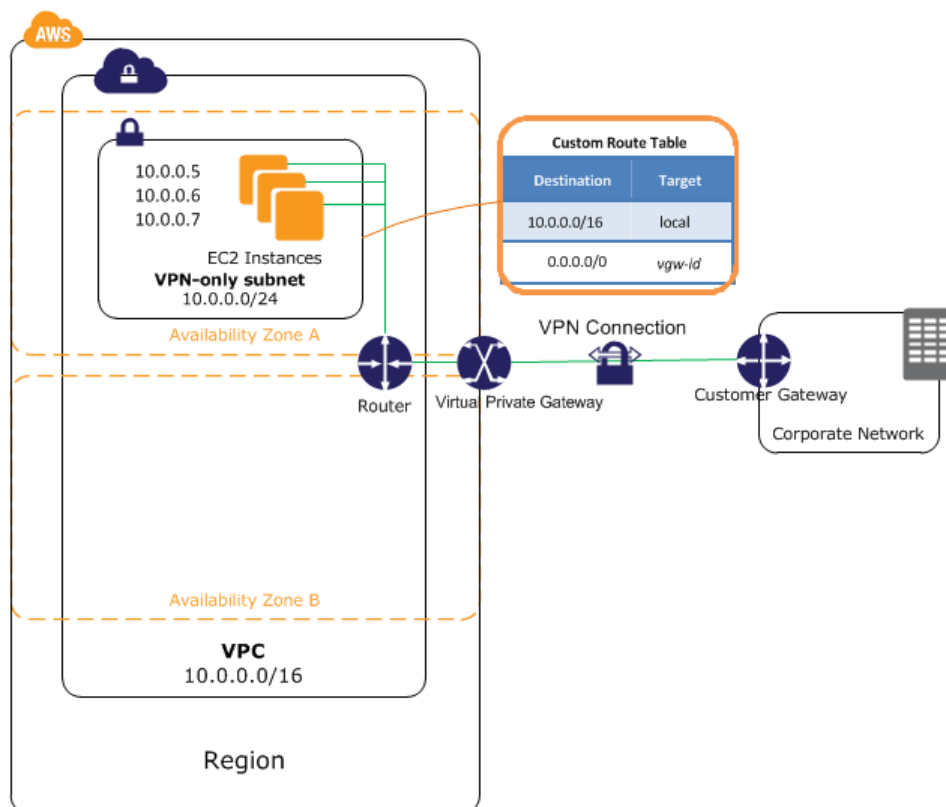 AWS
10.0.0.5
10.0.0.6
10.0.0.7
EC2 Instances
VPN-only subnet
10.0.0.0/24
Availability Zone A
Custom Route Table
Destination Target
10.0.0.0/16 local
0.0.0.0/0 vgw-id
VPN Connection
Router
Virtual Private Gateway
Customer Gateway
Corporate Network
Availability Zone B
VPC
10.0.0.0/16
Region